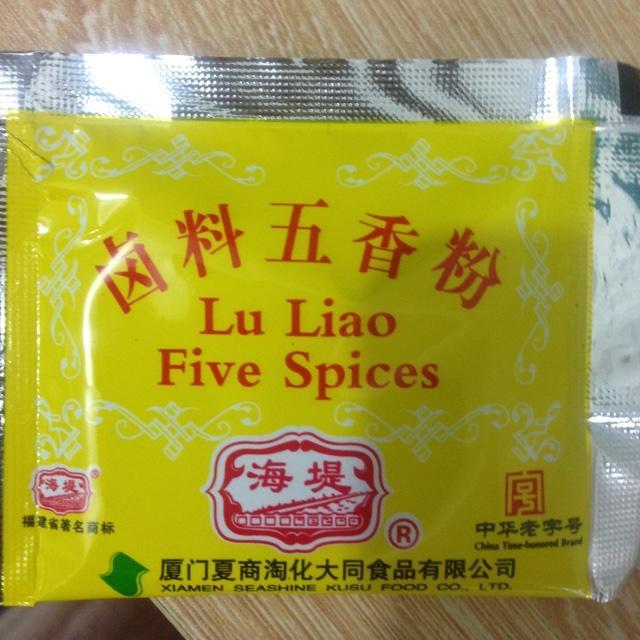 卤料五香粉
Lu Liao
Five Spices
海堤
®
海堤
®
福建省著名商标
中华老字号
China Time-honored Brand
厦门夏商淘化大同食品有限公司
XIAMEN SEASHINE KUSU FOOD CO., LTD.